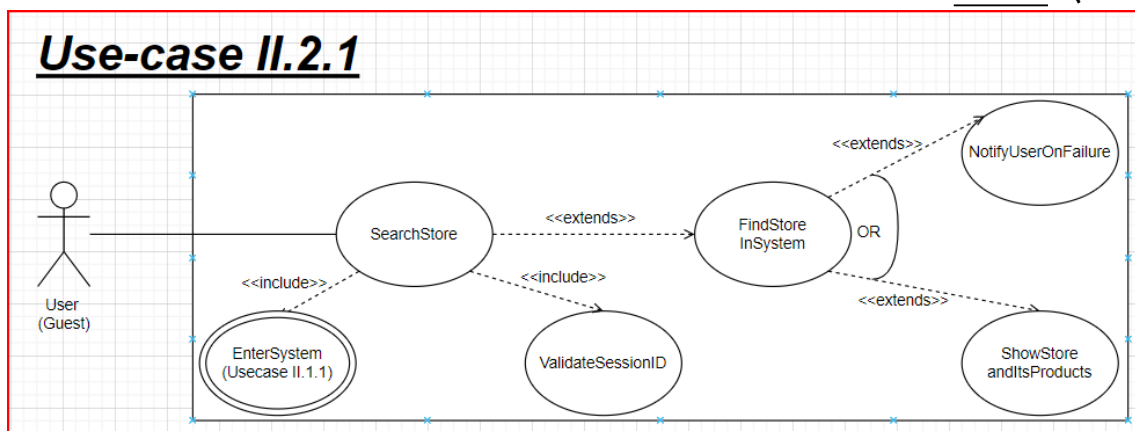 Use-case II.2.1
<<extends>>
NotifyUserOnFailure
SearchStore
<<extends>>
FindStore
InSystem
OR
<<include>>
<<include>>
<<extends>>
User
(Guest)
EnterSystem
(Usecase II.1.1)
ValidateSessionID
ShowStore
andItsProducts